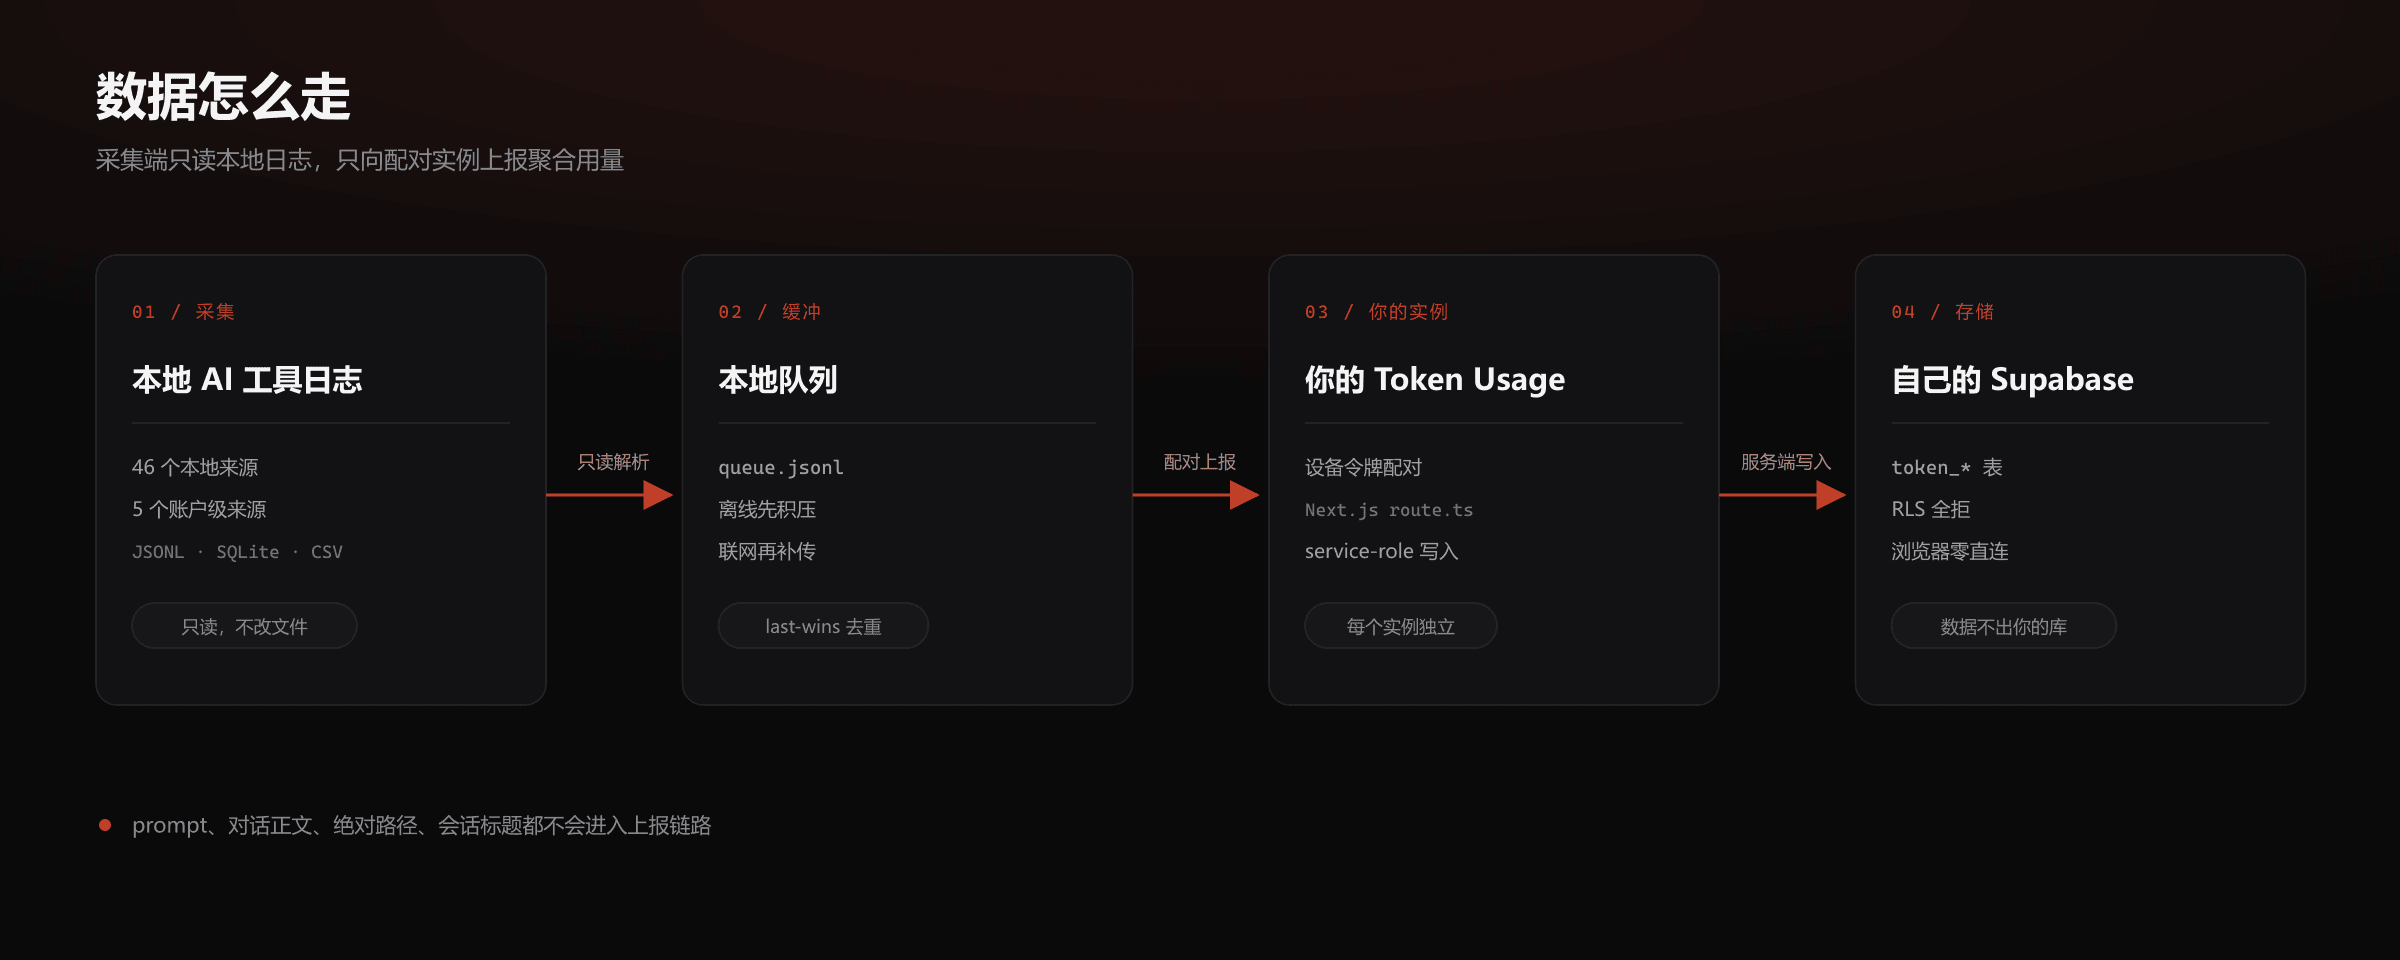 数据怎么走
采集端只读本地日志，只向配对实例上报聚合用量
01 / 采集
本地 AI 工具日志
46 个本地来源
5 个账户级来源
JSONL · SQLite · CSV
只读，不改文件
只读解析
02 / 缓冲
本地队列
queue.jsonl
离线先积压
联网再补传
last-wins 去重
配对上报
03 / 你的实例
你的 Token Usage
设备令牌配对
Next.js route.ts
service-role 写入
每个实例独立
服务端写入
04 / 存储
自己的 Supabase
token_* 表
RLS 全拒
浏览器零直连
数据不出你的库
prompt、对话正文、绝对路径、会话标题都不会进入上报链路